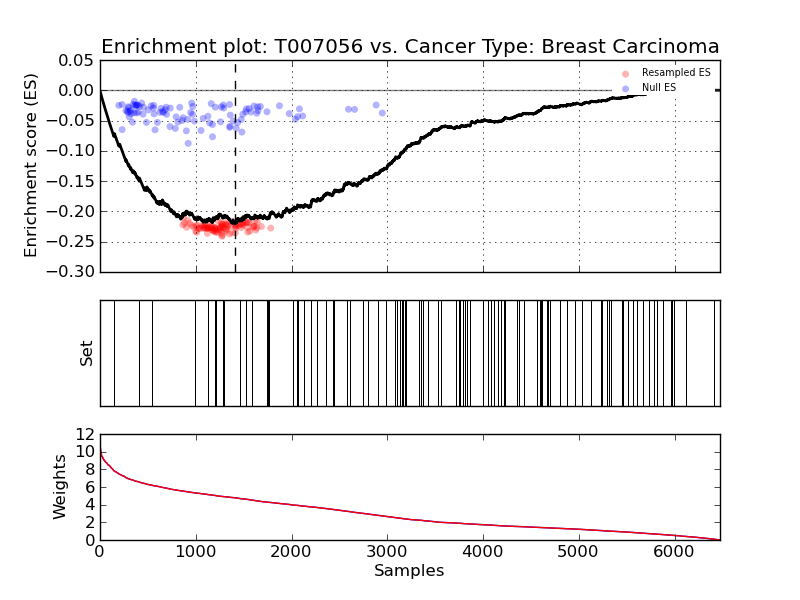 Enrichment plot: T007056 vs. Cancer Type: Breast Carcinoma
0.05
0.00
−0.05
−0.10
−0.15
−0.20
−0.25
−0.30
Enrichment score (ES)
Resampled ES
Null ES
Set
12
10
8
6
4
2
0
Weights
0 1000 2000 3000 4000 5000 6000
Samples